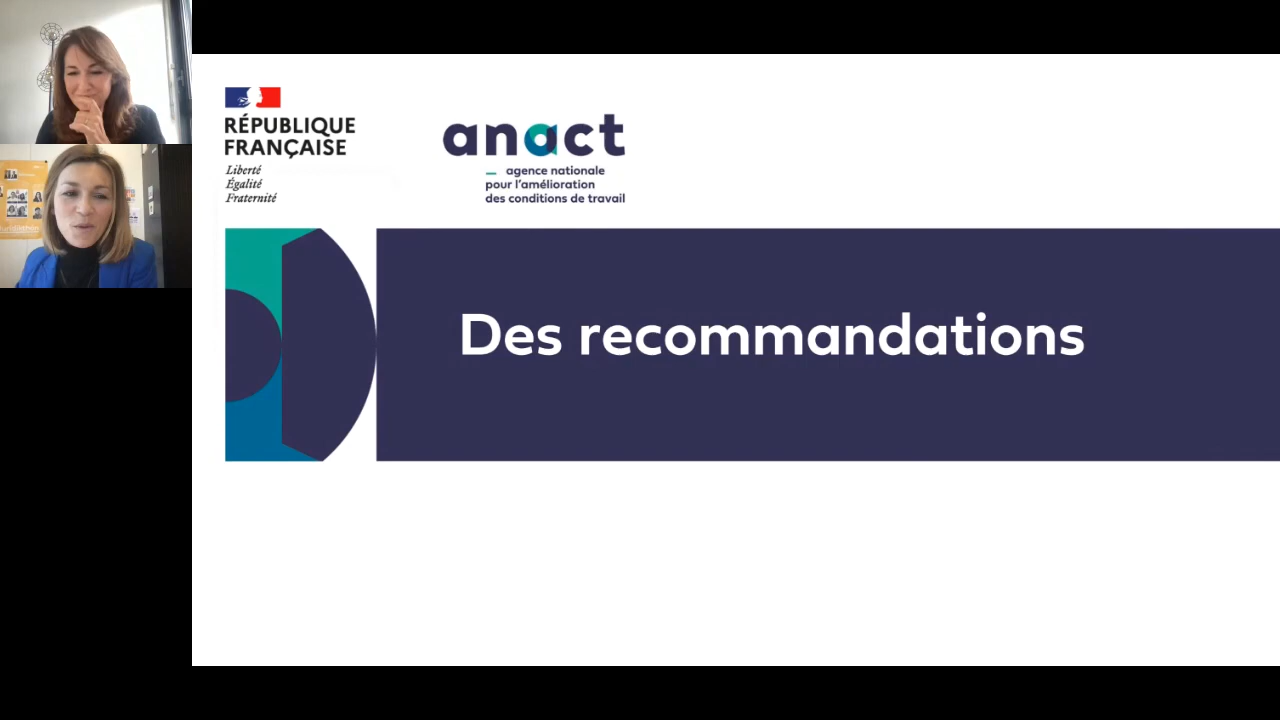 RÉPUBLIQUE
FRANÇAISE
Liberté
Égalité
Fraternité
anact
agence nationale
pour l'amélioration
des conditions de travail
Des recommandations